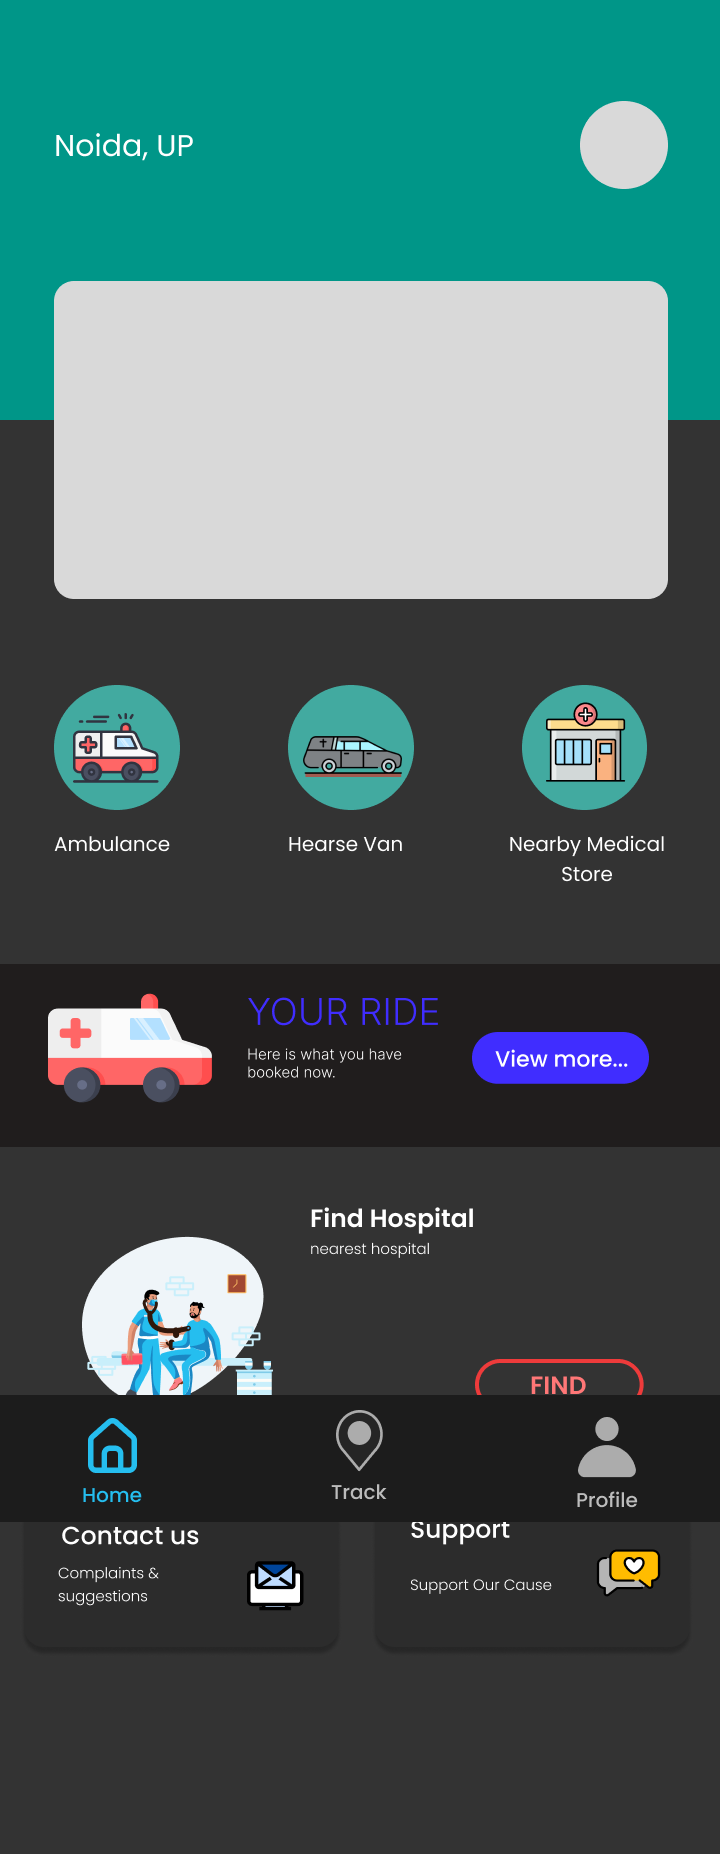 Noida, UP
Ambulance
Hearse Van
Nearby Medical
Store
YOUR RIDE
Here is what you have
booked now.
View more...
Find Hospital
nearest hospital
FIND
Home
Track
Profile
Contact us
Complaints &
suggestions
Support
Support Our Cause